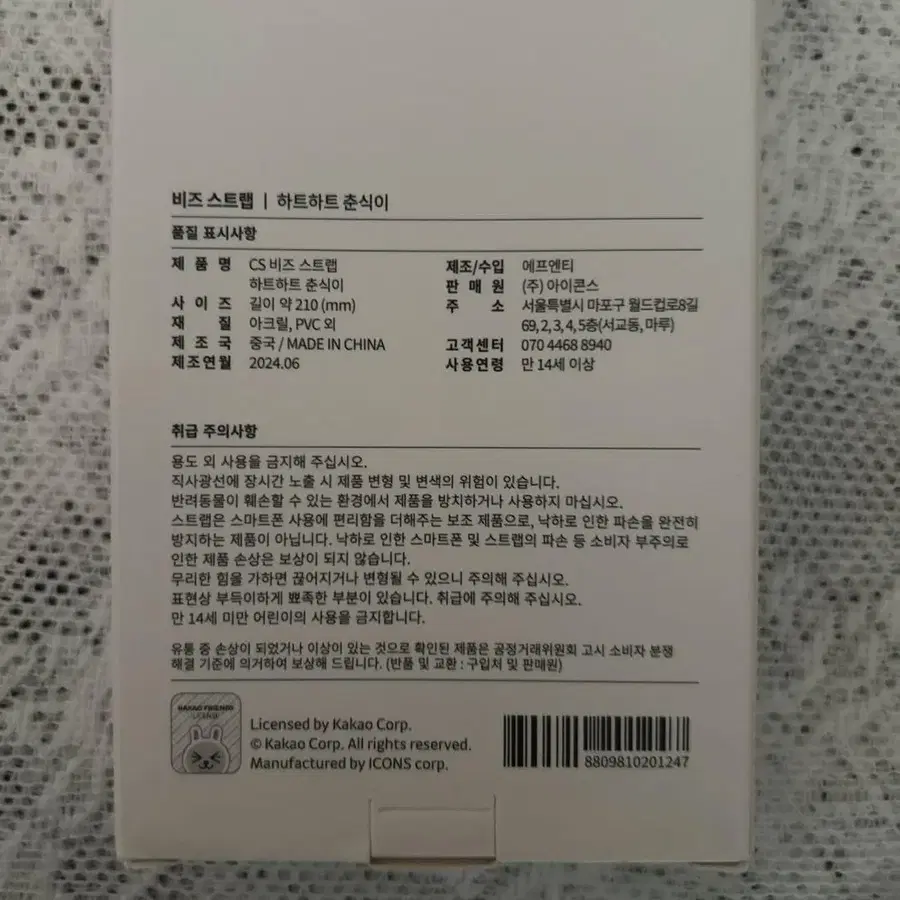 비즈 스트랩 | 하트하트 춘식이
품질 표시사항
제 품 명 CS 비즈 스트랩
하트하트 춘식이
사 이 즈 길이 약 210 (mm)
재 질 아크릴, PVC 외
제 조 국 중국 / MADE IN CHINA
제조연월 2024.06
제조/수입 에프엔티
판 매 원 (주) 아이콘스
주 소 서울특별시 마포구 월드컵로8길
69, 2, 3, 4, 5층(서교동, 마루)
고객센터 070 4468 8940
사용연령 만 14세 이상
취급 주의사항
용도 외 사용을 금지해 주십시오.
직사광선에 장시간 노출 시 제품 변형 및 변색의 위험이 있습니다.
반려동물이 훼손할 수 있는 환경에서 제품을 방치하거나 사용하지 마십시오.
스트랩은 스마트폰 사용에 편리함을 더해주는 보조 제품으로, 낙하로 인한 파손을 완전히
방지하는 제품이 아닙니다. 낙하로 인한 스마트폰 및 스트랩의 파손 등 소비자 부주의로
인한 제품 손상은 보상이 되지 않습니다.
무리한 힘을 가하면 끊어지거나 변형될 수 있으니 주의해 주십시오.
표현상 부득이하게 뾰족한 부분이 있습니다. 취급에 주의해 주십시오.
만 14세 미만 어린이의 사용을 금지합니다.
유통 중 손상이 되었거나 이상이 있는 것으로 확인된 제품은 공정거래위원회 고시 소비자 분쟁
해결 기준에 의거하여 보상해 드립니다. (반품 및 교환 : 구입처 및 판매원)
KAKAO FRIENDS
LICENSE
Licensed by Kakao Corp.
© Kakao Corp. All rights reserved.
Manufactured by ICONS corp.
8809810201247